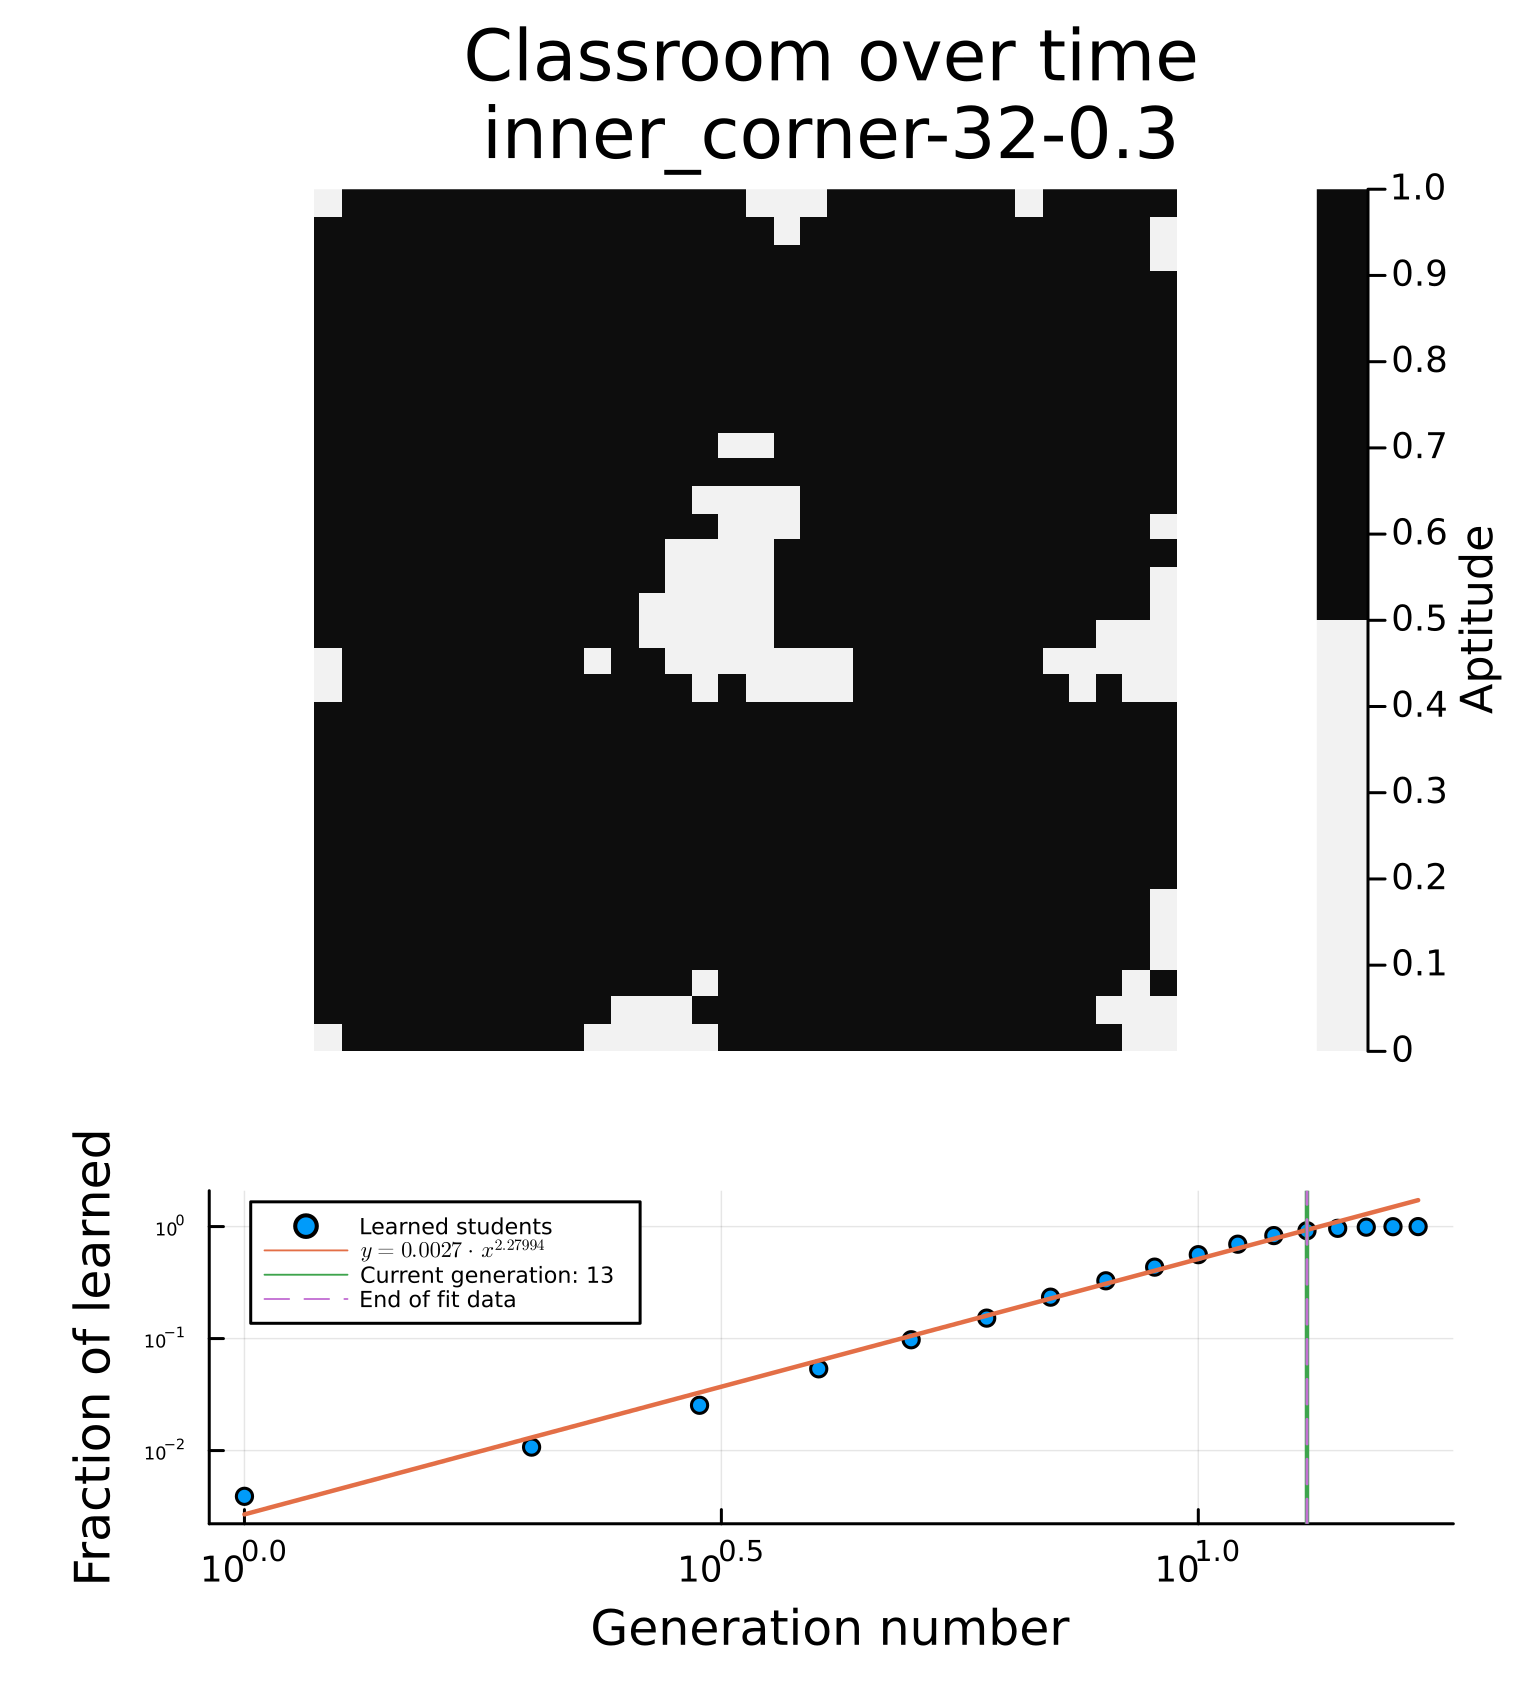 Classroom over time
inner_corner-32-0.3
1.0
0.9
0.8
0.7
0.6
0.5
0.4
0.3
0.2
0.1
0
Aptitude
Fraction of learned
10⁰
10⁻¹
10⁻²
Learned students
y = 0.0027 · x^2.27994
Current generation: 13
End of fit data
10^0.0
10^0.5
10^1.0
Generation number